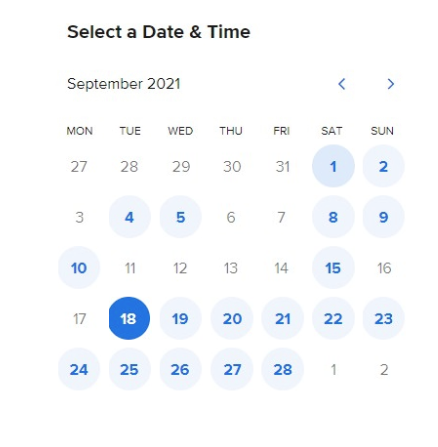 Select a Date & Time
September 2021
MON TUE WED THU FRI SAT SUN
27 28 29 30 31 1 2
3 4 5 6 7 8 9
10 11 12 13 14 15 16
17 18 19 20 21 22 23
24 25 26 27 28 1 2